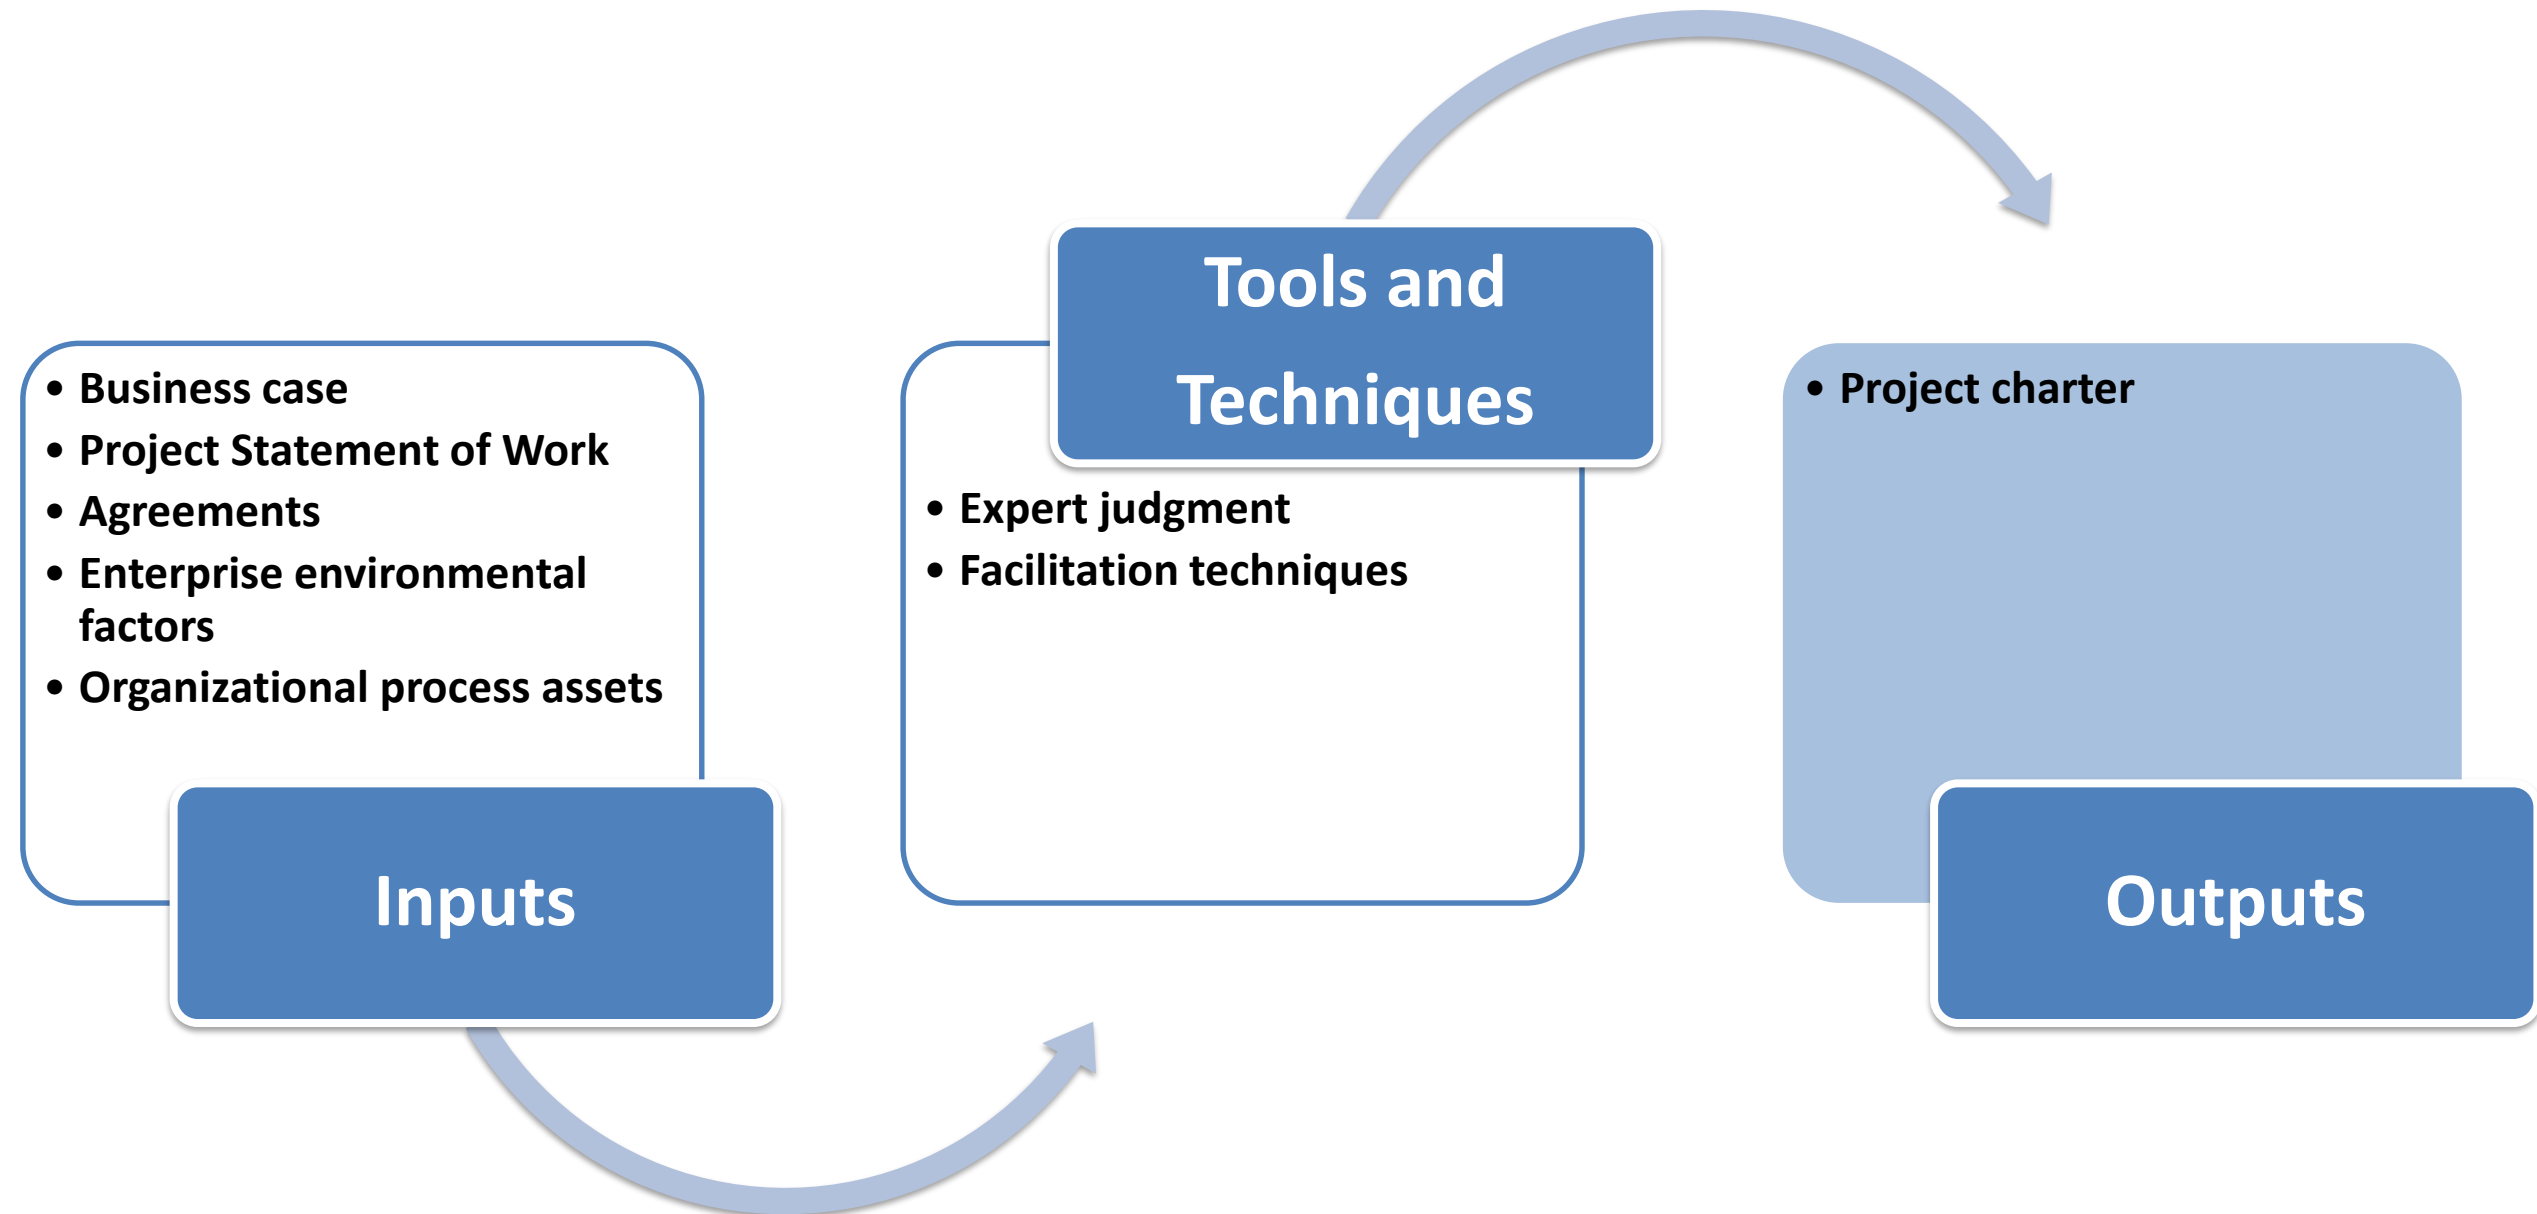 • Business case
• Project Statement of Work
• Agreements
• Enterprise environmental
factors
• Organizational process assets
Inputs
Tools and
Techniques
• Expert judgment
• Facilitation techniques
• Project charter
Outputs